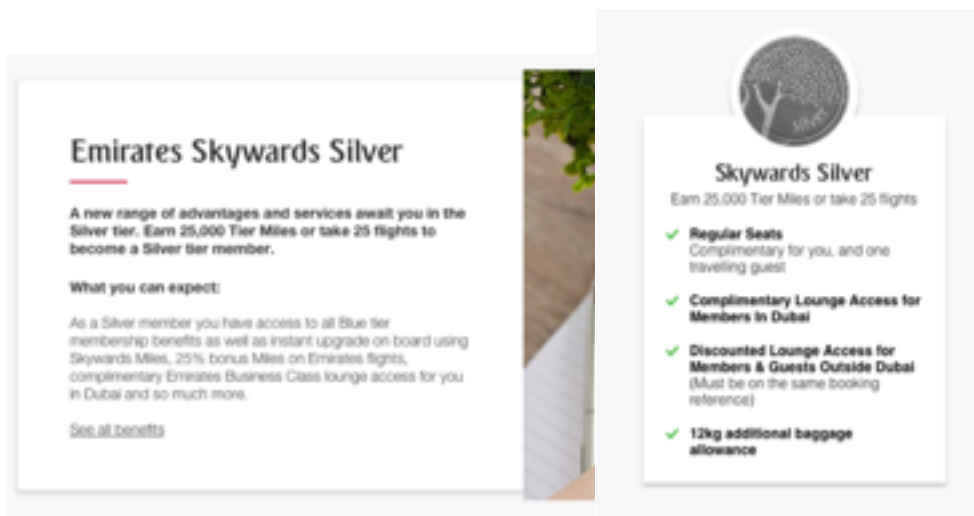 Emirates Skywards Silver
A new range of advantages and services await you in the
Silver tier. Earn 25,000 Tier Miles or take 25 flights to
become a Silver tier member.
What you can expect:
As a Silver member you have access to all Blue tier
membership benefits as well as instant upgrade on board using
Skywards Miles, 25% bonus Miles on Emirates flights,
complimentary Emirates Business Class lounge access for you
in Dubai and so much more.
See all benefits
silver
Skywards Silver
Earn 25,000 Tier Miles or take 25 flights
Regular Seats
Complimentary for you, and one
travelling guest
Complimentary Lounge Access for
Members In Dubai
Discounted Lounge Access for
Members & Guests Outside Dubai
(Must be on the same booking
reference)
12kg additional baggage
allowance